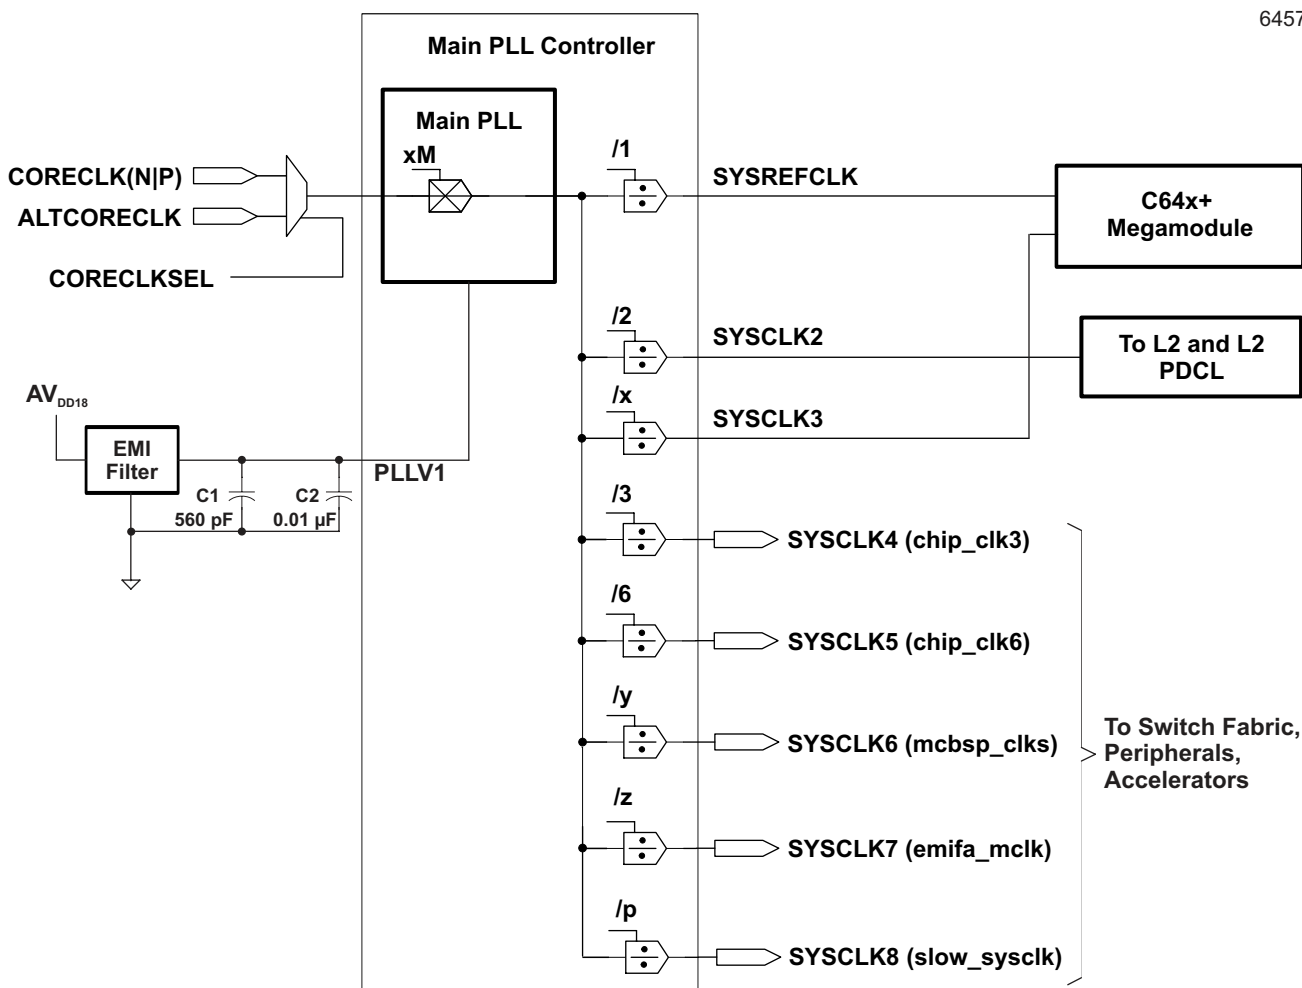 6457
Main PLL Controller
Main PLL
xM
CORECLK(N|P)
ALTCORECLK
CORECLKSEL
/1
SYSREFCLK
C64x+
Megamodule
/2
SYSCLK2
To L2 and L2
PDCL
/x
SYSCLK3
AVDD18
EMI
Filter
PLLV1
C1
560 pF
C2
0.01 µF
/3
SYSCLK4 (chip_clk3)
/6
SYSCLK5 (chip_clk6)
/y
SYSCLK6 (mcbsp_clks)
/z
SYSCLK7 (emifa_mclk)
/p
SYSCLK8 (slow_sysclk)
To Switch Fabric,
Peripherals,
Accelerators